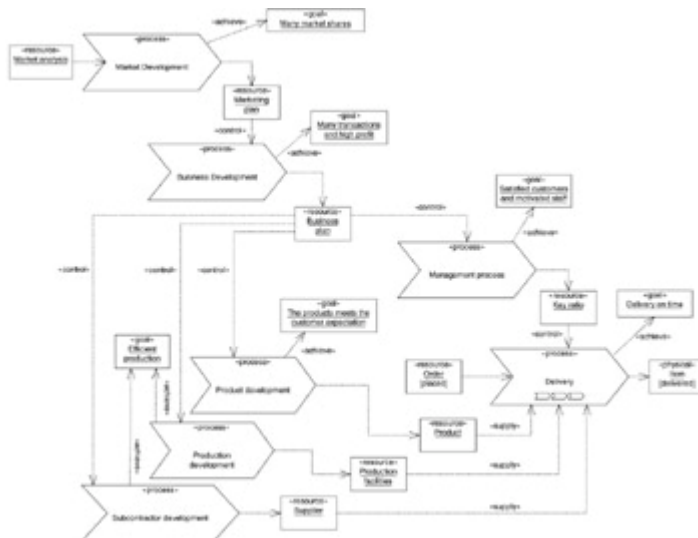 «goal»
Many market shares
«achieve»
«process»
Market Development
«resource»
Market analysis
«resource»
Marketing
plan
«control»
«goal»
Many transactions
and high profit
«achieve»
«process»
Business Development
«resource»
Business
plan
«control»
«goal»
Satisfied customers
and motivated staff
«achieve»
«process»
Management process
«control»
«control»
«control»
«resource»
Key ratio
«control»
«goal»
Delivery on time
«achieve»
«goal»
The products meets the
customer expectation
«achieve»
«goal»
Efficient
production
«process»
Product development
«resource»
Order
[placed]
«process»
Delivery
«physical»
Item
[delivered]
«achieve»
«achieve»
«process»
Production
development
«resource»
Product
«supply»
«resource»
Production
facilities
«supply»
«process»
Subcontractor development
«resource»
Supplier
«supply»